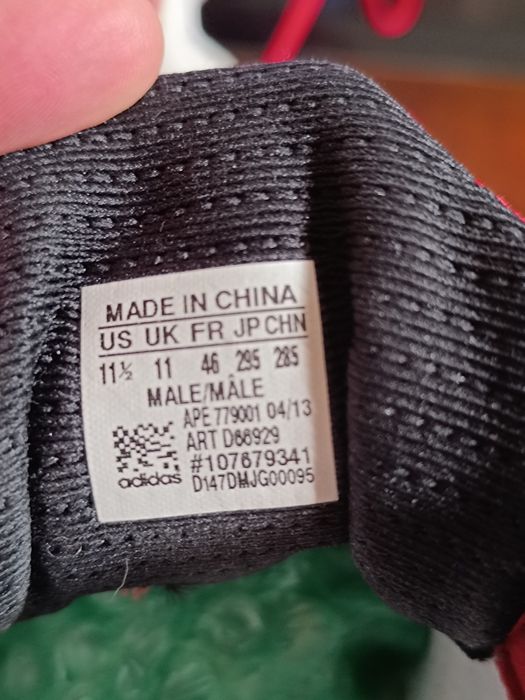 MADE IN CHINA
US UK FR JP CHN
11½ 11 46 295 285
MALE/MÂLE
APE 779001 04/13
ART D66929
#107679341
adidas D147DMJG00095